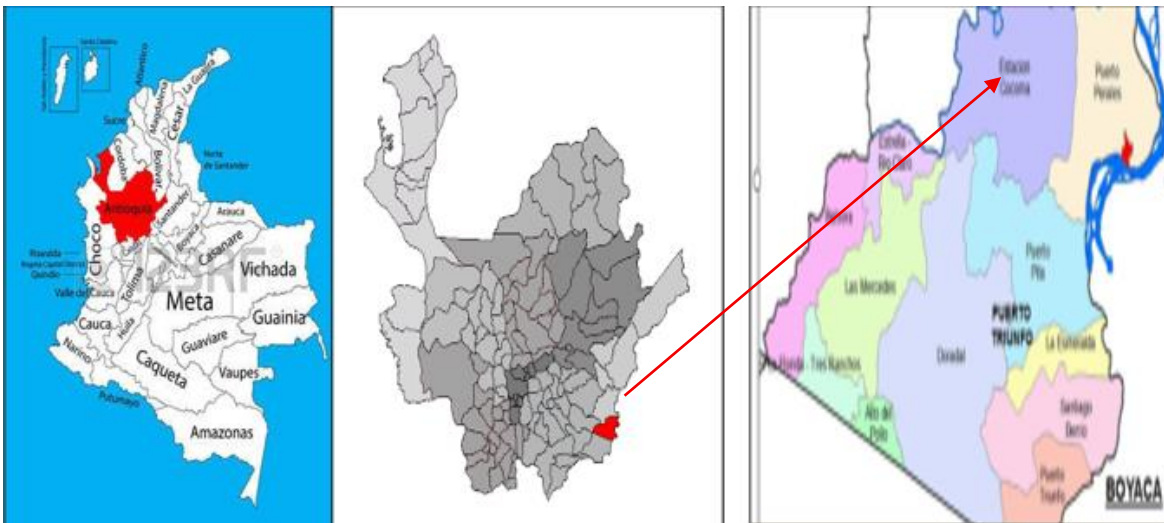 Atlantico
La Guajira
Magdalena
Cesar
Sucre
Cordoba
Bolivar
Norte
de Santander
Antioquia
Santander
Arauca
Boyaca
Casanare
Choco
Risaralda
Quindio
Tolima
Vichada
Valle del Cauca
Meta
Cauca
Huila
Guainia
Guaviare
Narino
Caqueta
Vaupes
Putumayo
Amazonas
Estacion
Cocorna
Puerto
Perales
Estrella -
Rio Claro
Las Mercedes
Puerto
Pita
PUERTO
TRIUNFO
Doradal
La Esmeralda
Tres Ranchos
Alto del
Pollo
Santiago
Berrio
Puerto
Triunfo
BOYACA